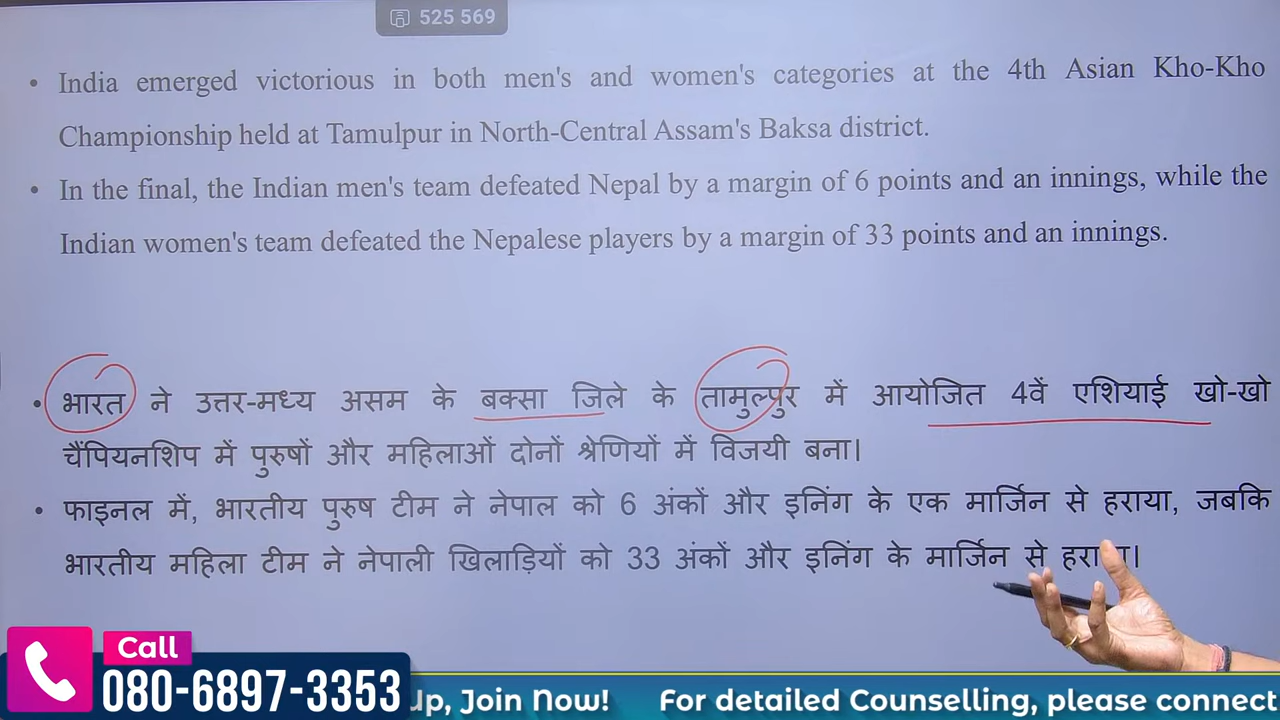 525 569
• India emerged victorious in both men's and women's categories at the 4th Asian Kho-Kho
Championship held at Tamulpur in North-Central Assam's Baksa district.
• In the final, the Indian men's team defeated Nepal by a margin of 6 points and an innings, while the
Indian women's team defeated the Nepalese players by a margin of 33 points and an innings.
• भारत ने उत्तर-मध्य असम के बक्सा जिले के तामुल्पुर में आयोजित 4वें एशियाई खो-खो
चैंपियनशिप में पुरुषों और महिलाओं दोनों श्रेणियों में विजयी बना।
• फाइनल में, भारतीय पुरुष टीम ने नेपाल को 6 अंकों और इनिंग के एक मार्जिन से हराया, जबकि
भारतीय महिला टीम ने नेपाली खिलाड़ियों को 33 अंकों और इनिंग के मार्जिन से हराया।
Call
080-6897-3353
Up, Join Now! For detailed Counselling, please connect